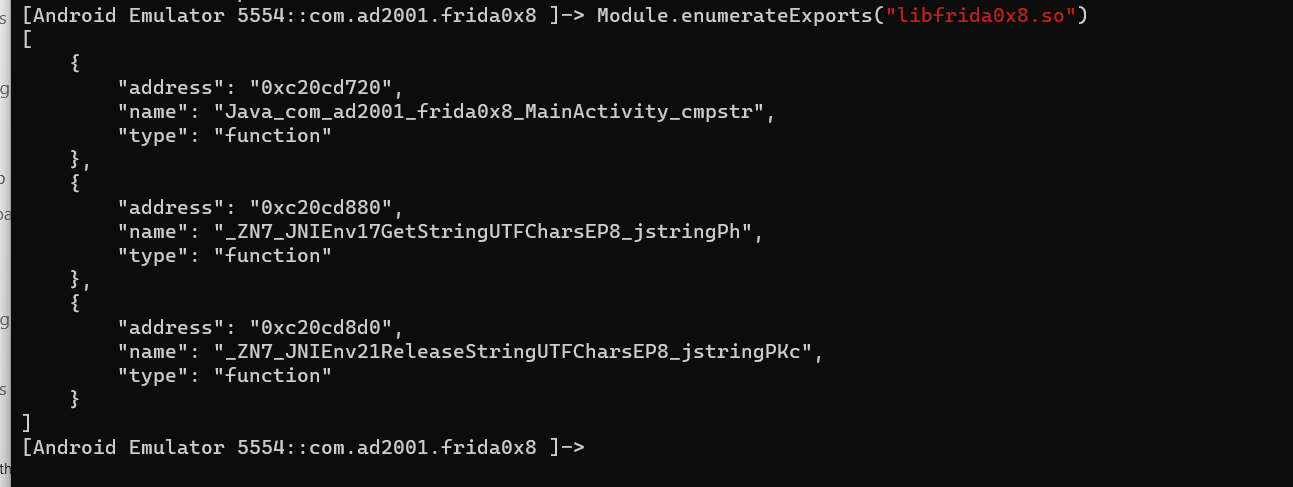 [Android Emulator 5554::com.ad2001.frida0x8 ]-> Module.enumerateExports("libfrida0x8.so")
[
    {
        "address": "0xc20cd720",
        "name": "Java_com_ad2001_frida0x8_MainActivity_cmpstr",
        "type": "function"
    },
    {
        "address": "0xc20cd880",
        "name": "_ZN7_JNIEnv17GetStringUTFCharsEP8_jstringPh",
        "type": "function"
    },
    {
        "address": "0xc20cd8d0",
        "name": "_ZN7_JNIEnv21ReleaseStringUTFCharsEP8_jstringPKc",
        "type": "function"
    }
]
[Android Emulator 5554::com.ad2001.frida0x8 ]->